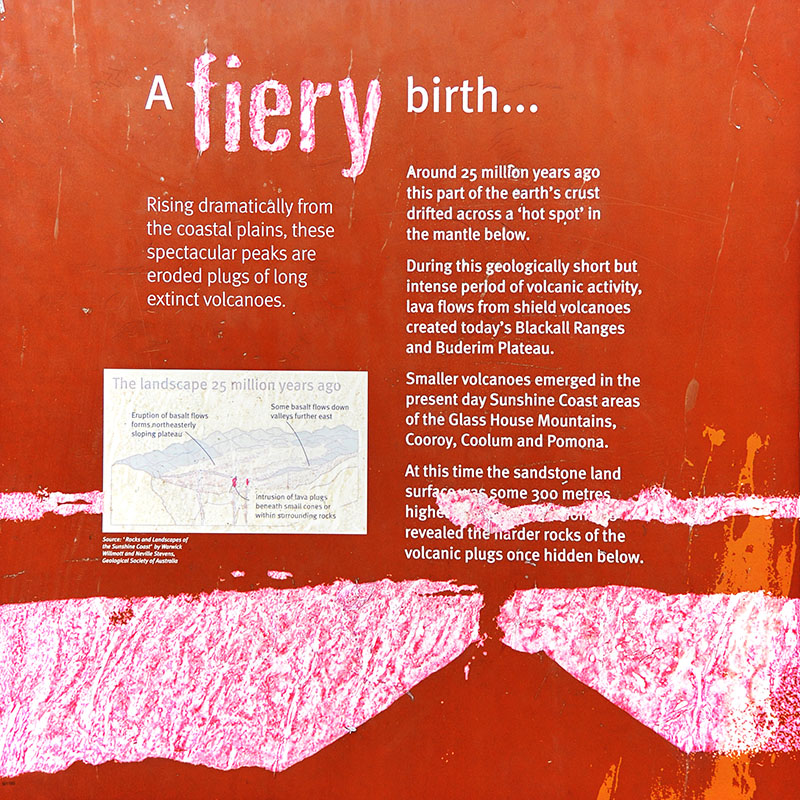 A fiery birth...
Rising dramatically from
the coastal plains, these
spectacular peaks are
eroded plugs of long
extinct volcanoes.
Around 25 million years ago
this part of the earth's crust
drifted across a 'hot spot' in
the mantle below.
During this geologically short but
intense period of volcanic activity,
lava flows from shield volcanoes
created today's Blackall Ranges
and Buderim Plateau.
Smaller volcanoes emerged in the
present day Sunshine Coast areas
of the Glass House Mountains,
Cooroy, Coolum and Pomona.
At this time the sandstone land
surface was some 300 metres
highe
revealed the harder rocks of the
volcanic plugs once hidden below.
The landscape 25 million years ago
Eruption of basalt flows
forms northeasterly
sloping plateau
Some basalt flows down
valleys further east
Intrusion of lava plugs
beneath small cones or
within surrounding rocks
Source: 'Rocks and Landscapes of
the Sunshine Coast' by Warwick
Willmott and Neville Stevens,
Geological Society of Australia